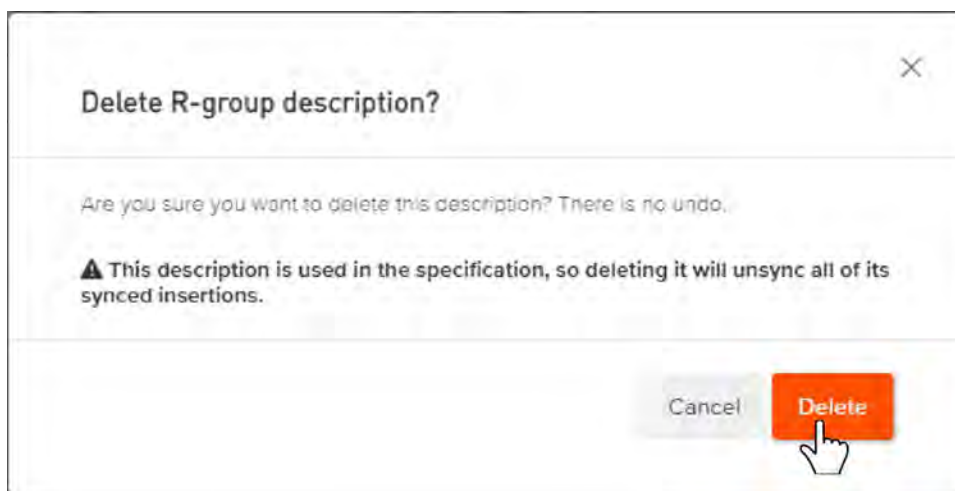 Delete R-group description?
Are you sure you want to delete this description? There is no undo.
This description is used in the specification, so deleting it will unsync all of its
synced insertions.
Cancel
Delete